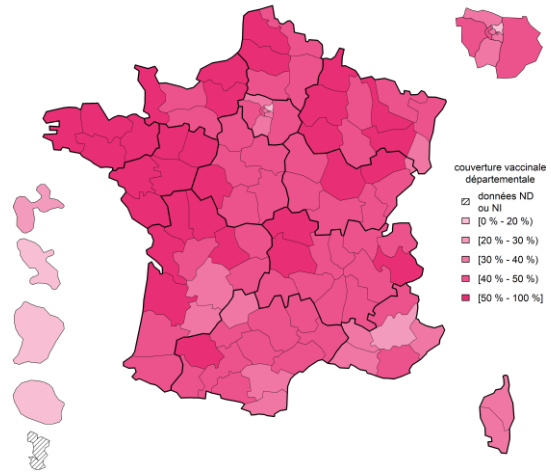 couverture vaccinale
départementale
données ND
ou NI
[0 % - 20 %)
[20 % - 30 %)
[30 % - 40 %)
[40 % - 50 %)
[50 % - 100 %]